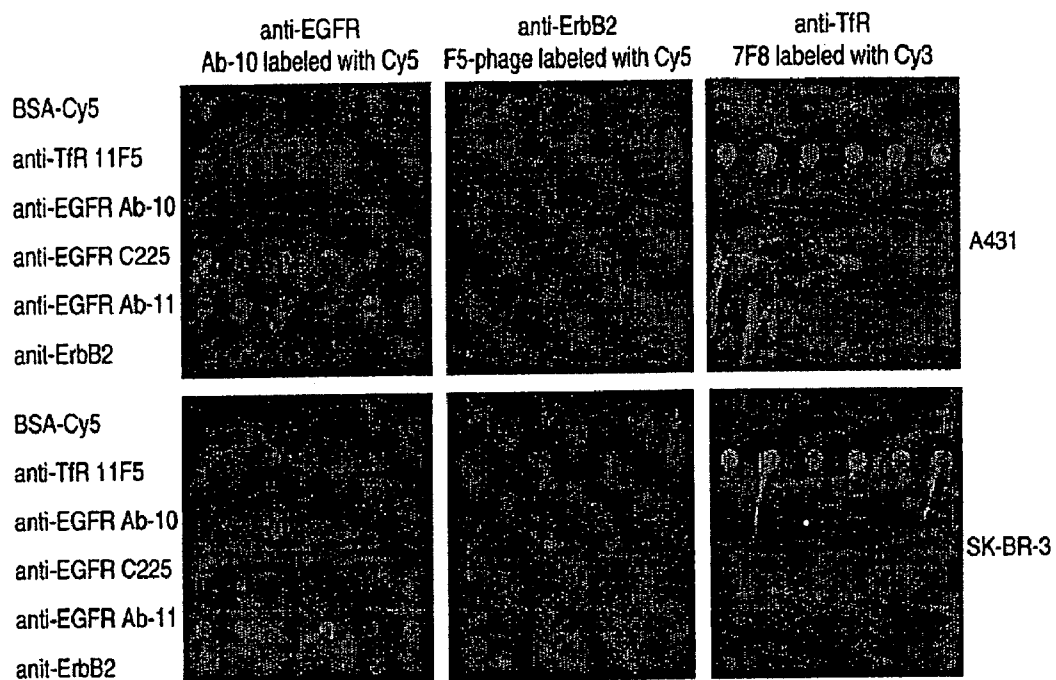 anti-EGFR
Ab-10 labeled with Cy5
anti-ErbB2
F5-phage labeled with Cy5
anti-TfR
7F8 labeled with Cy3
BSA-Cy5
anti-TfR 11F5
anti-EGFR Ab-10
anti-EGFR C225
anti-EGFR Ab-11
anit-ErbB2
A431
BSA-Cy5
anti-TfR 11F5
anti-EGFR Ab-10
anti-EGFR C225
anti-EGFR Ab-11
anit-ErbB2
SK-BR-3